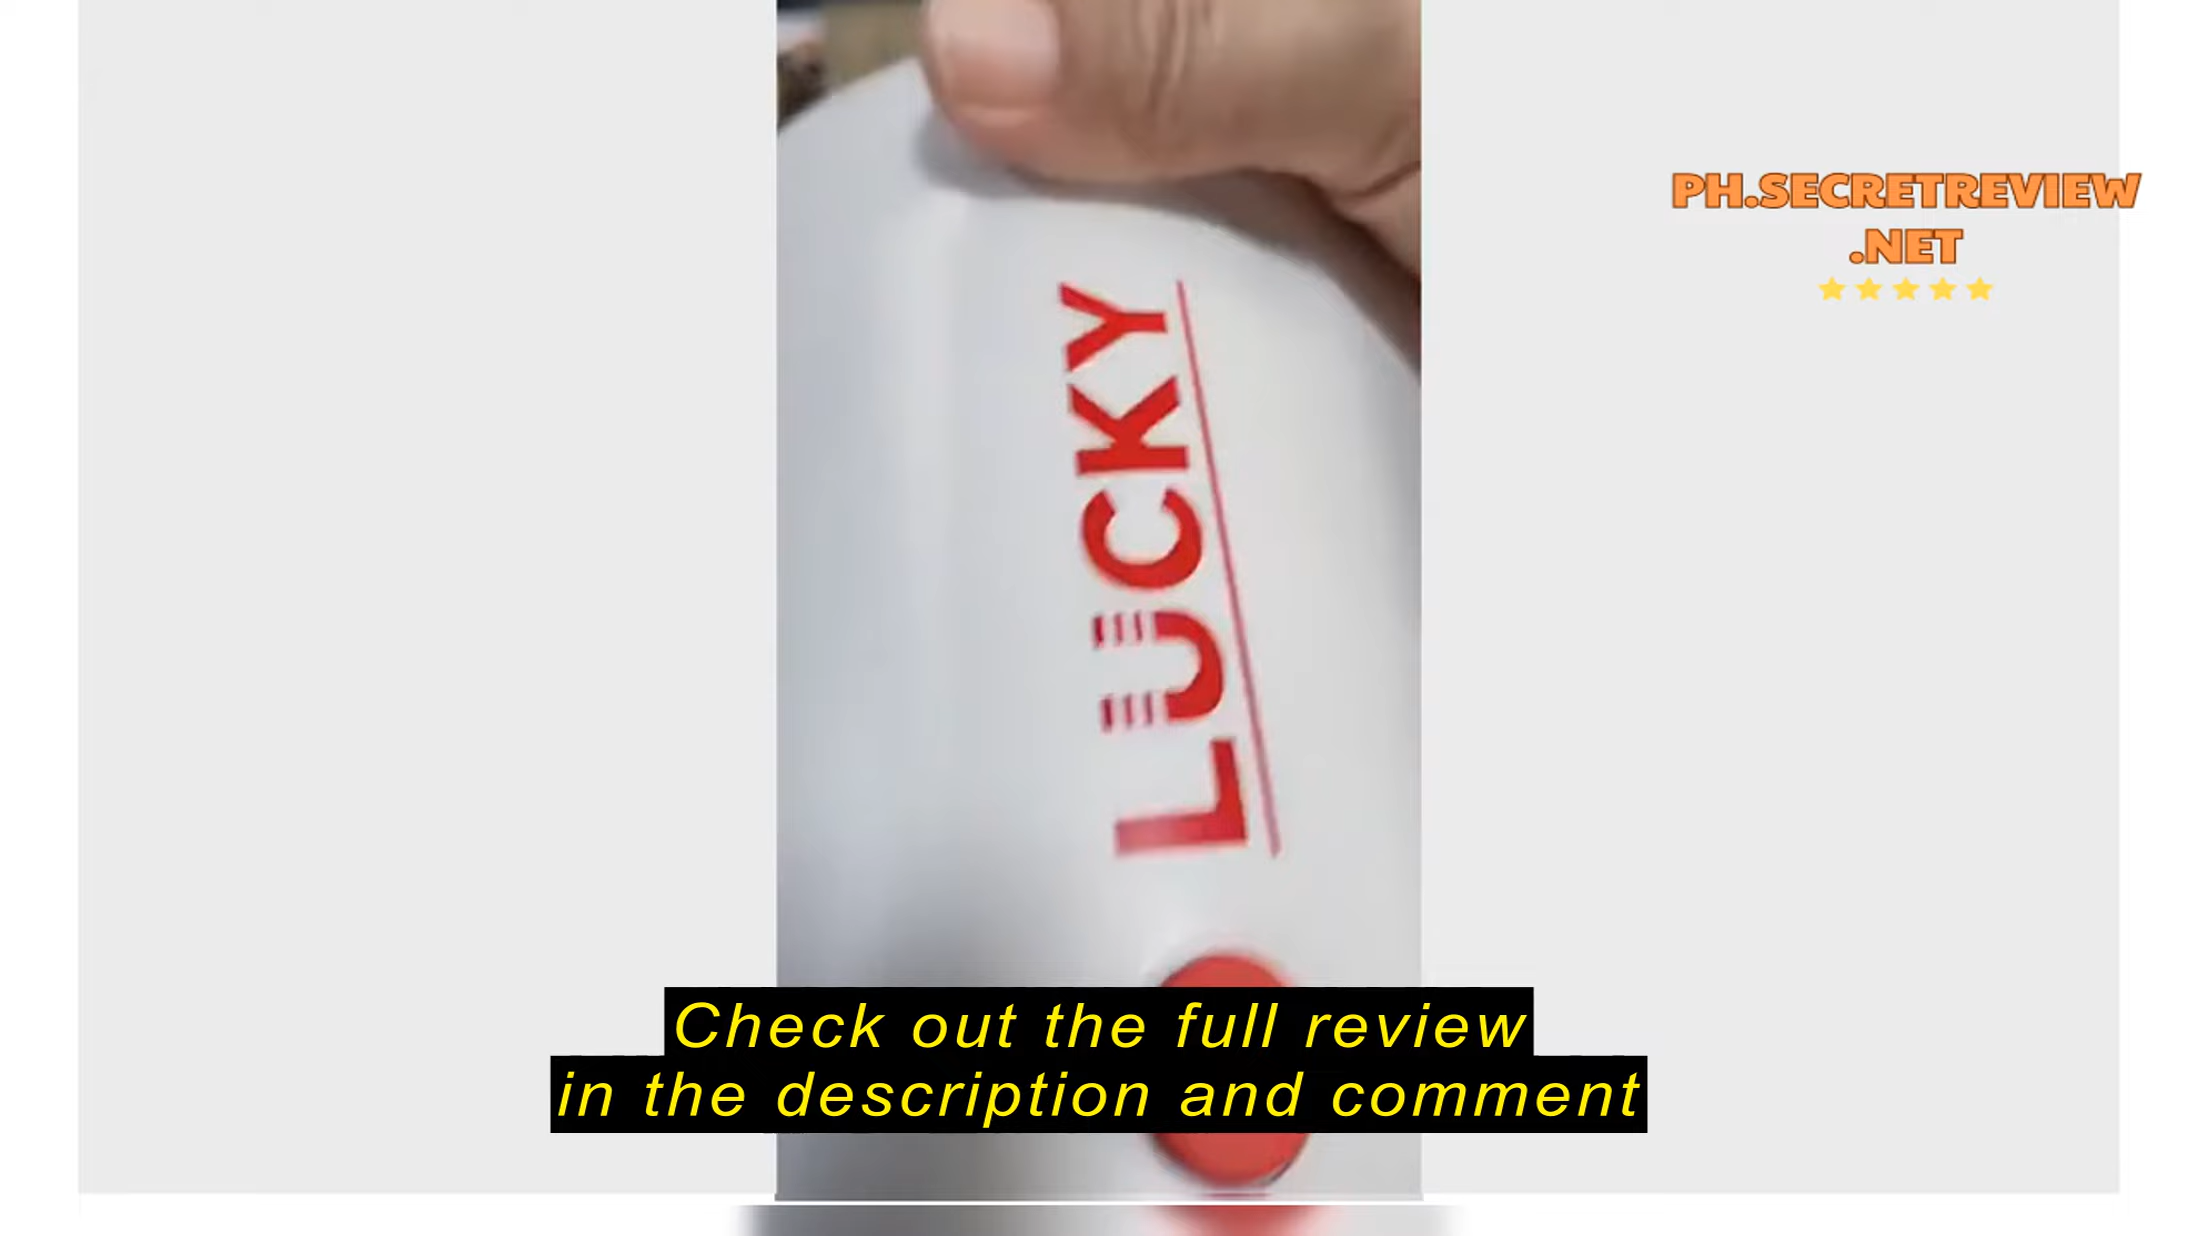 PH.SECRETREVIEW
.NET
LUCKY
Check out the full review
in the description and comment